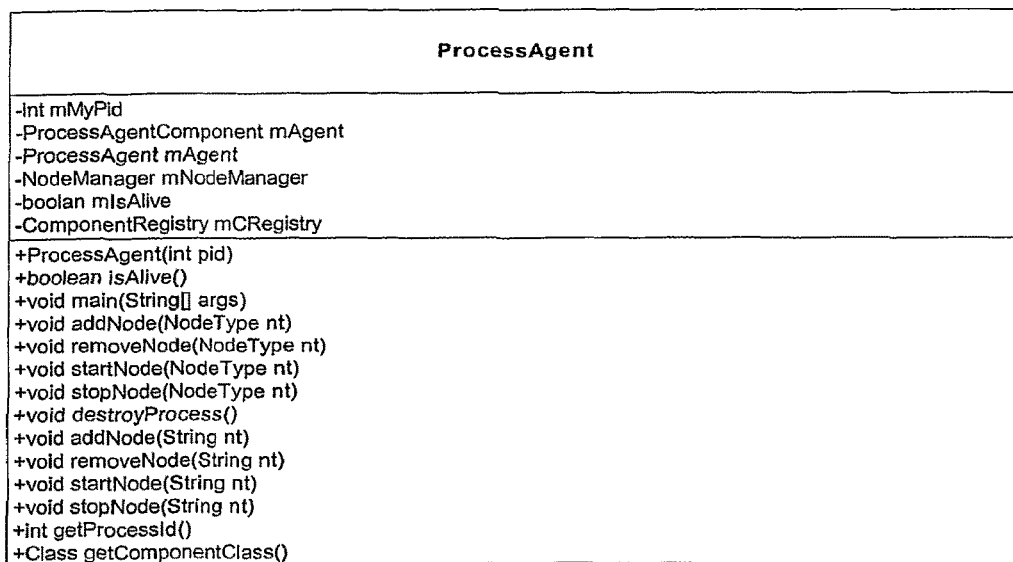 ProcessAgent
-int mMyPid
-ProcessAgentComponent mAgent
-ProcessAgent mAgent
-NodeManager mNodeManager
-boolan mIsAlive
-ComponentRegistry mCRegistry
+ProcessAgent(int pid)
+boolean isAlive()
+void main(String[] args)
+void addNode(NodeType nt)
+void removeNode(NodeType nt)
+void startNode(NodeType nt)
+void stopNode(NodeType nt)
+void destroyProcess()
+void addNode(String nt)
+void removeNode(String nt)
+void startNode(String nt)
+void stopNode(String nt)
+int getProcessId()
+Class getComponentClass()